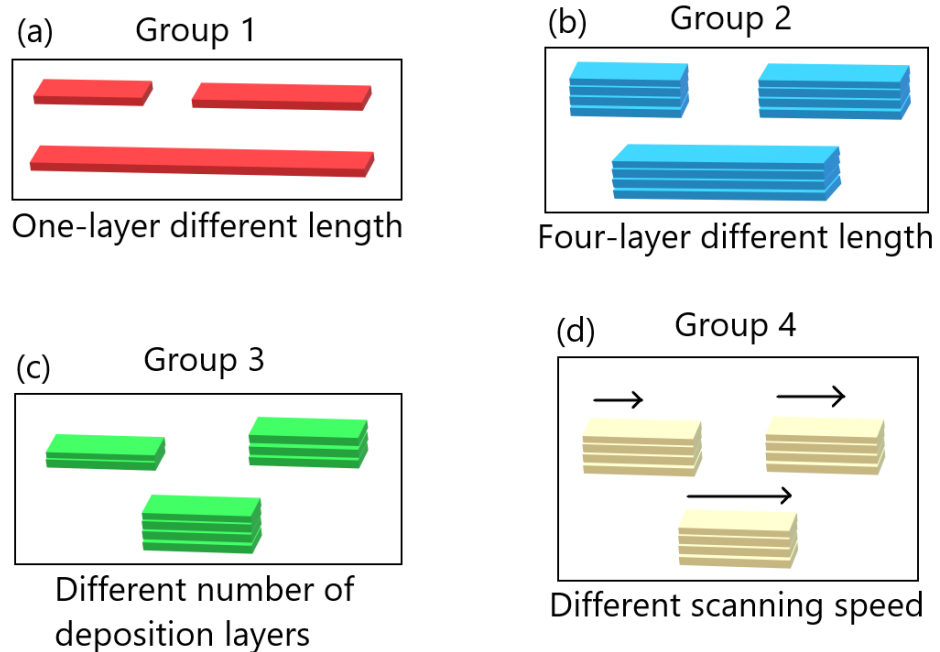 (a) Group 1
One-layer different length
(b) Group 2
Four-layer different length
(c) Group 3
Different number of
deposition layers
(d) Group 4
Different scanning speed